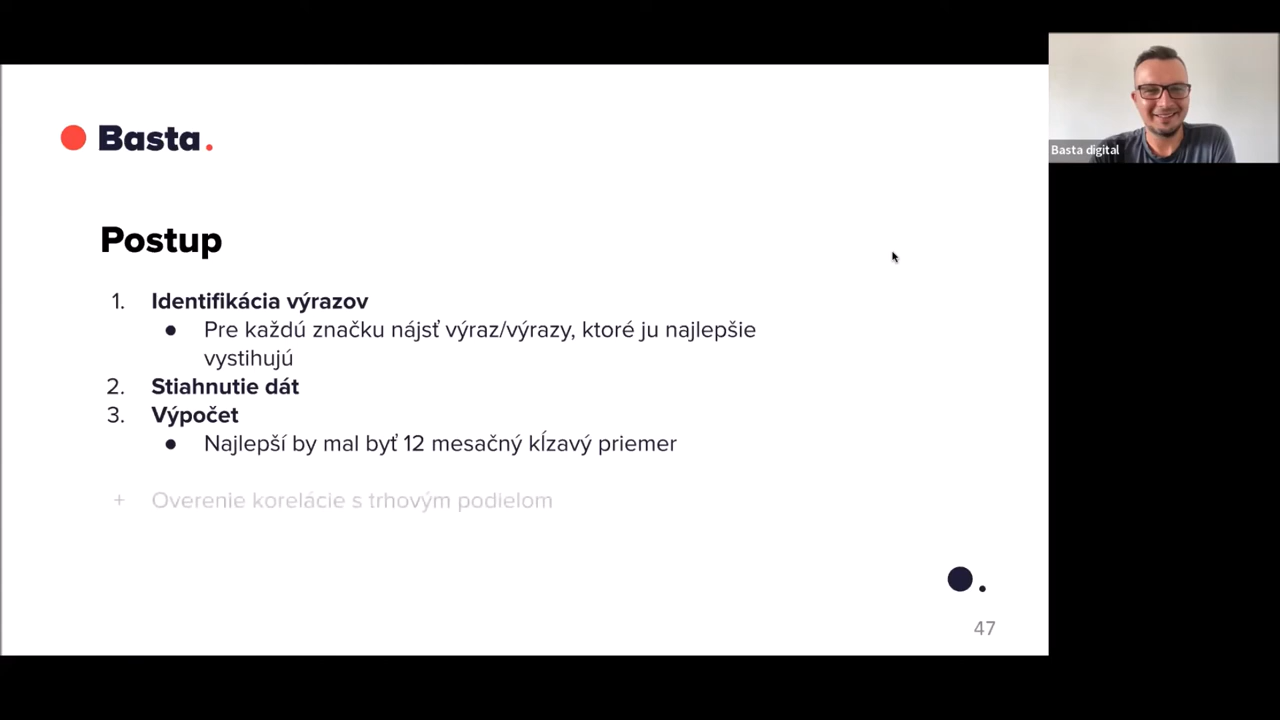 Basta.
Basta digital
Postup
1. Identifikácia výrazov
● Pre každú značku nájsť výraz/výrazy, ktoré ju najlepšie
vystihujú
2. Stiahnutie dát
3. Výpočet
● Najlepší by mal byť 12 mesačný kĺzavý priemer
+ Overenie korelácie s trhovým podielom
47